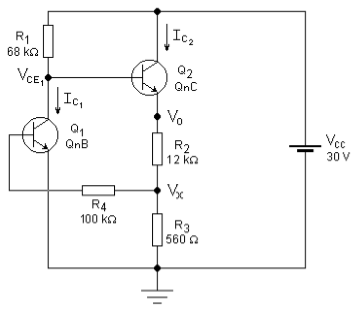 R1
68 kΩ
IC2
VCE1
Q2
QnC
IC1
Q1
QnB
Vo
R2
12 kΩ
VCC
30 V
R4
100 kΩ
Vx
R3
560 Ω